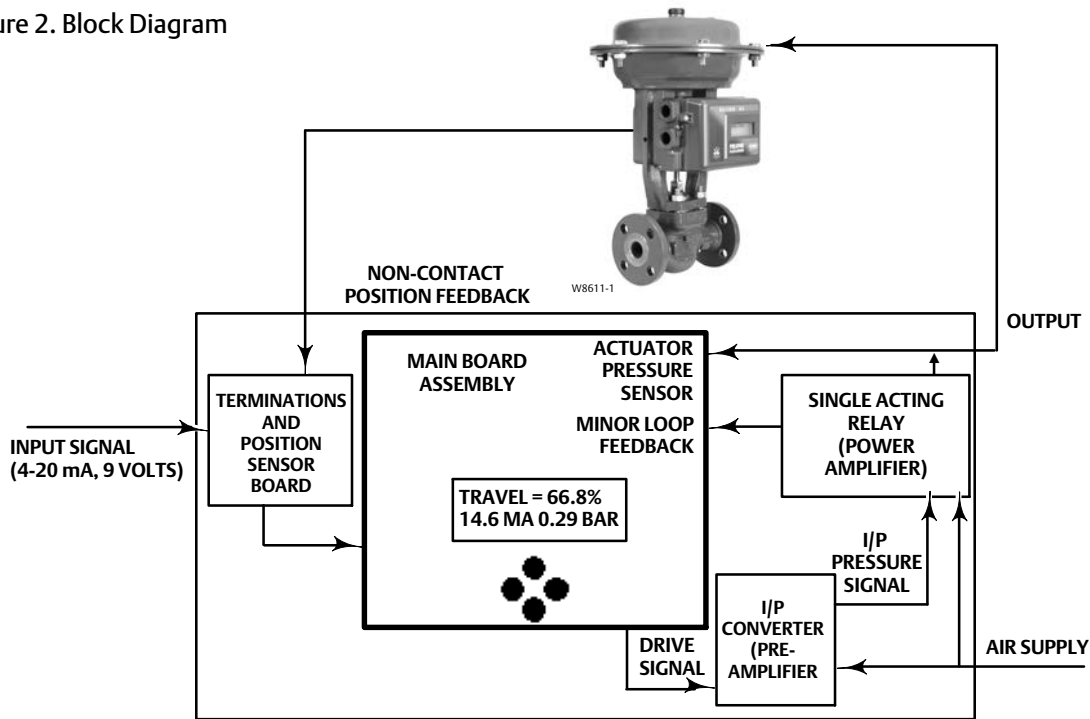 ure 2. Block Diagram
W8611-1
NON-CONTACT
POSITION FEEDBACK
OUTPUT
MAIN BOARD
ASSEMBLY
ACTUATOR
PRESSURE
SENSOR
MINOR LOOP
FEEDBACK
TERMINATIONS
AND
POSITION
SENSOR
BOARD
SINGLE ACTING
RELAY
(POWER
AMPLIFIER)
INPUT SIGNAL
(4-20 mA, 9 VOLTS)
TRAVEL = 66.8%
14.6 MA 0.29 BAR
I/P
PRESSURE
SIGNAL
I/P
CONVERTER
(PRE-
AMPLIFIER
DRIVE
SIGNAL
AIR SUPPLY